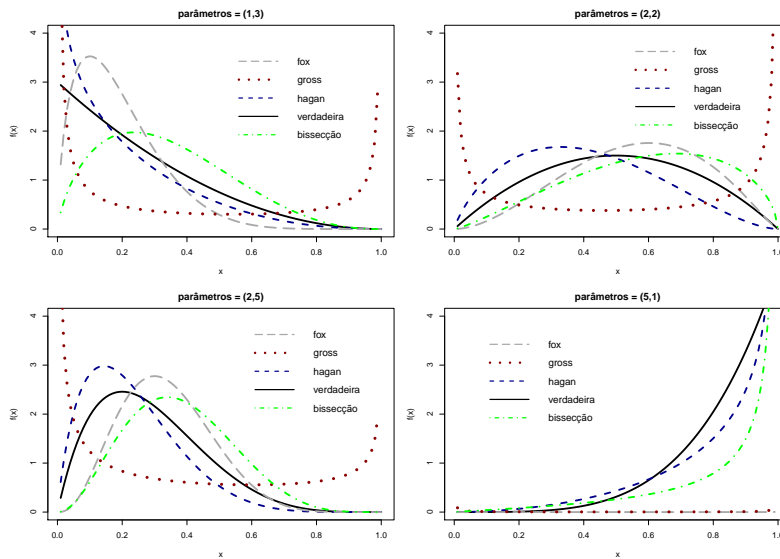 parâmetros = (1,3)
f(x)
0 1 2 3 4
fox
gross
hagan
verdadeira
bissecção
0.0 0.2 0.4 0.6 0.8 1.0
x
parâmetros = (2,2)
f(x)
0 1 2 3 4
fox
gross
hagan
verdadeira
bissecção
0.0 0.2 0.4 0.6 0.8 1.0
x
parâmetros = (2,5)
f(x)
0 1 2 3 4
fox
gross
hagan
verdadeira
bissecção
0.0 0.2 0.4 0.6 0.8 1.0
x
parâmetros = (5,1)
f(x)
0 1 2 3 4
fox
gross
hagan
verdadeira
bissecção
0.0 0.2 0.4 0.6 0.8 1.0
x